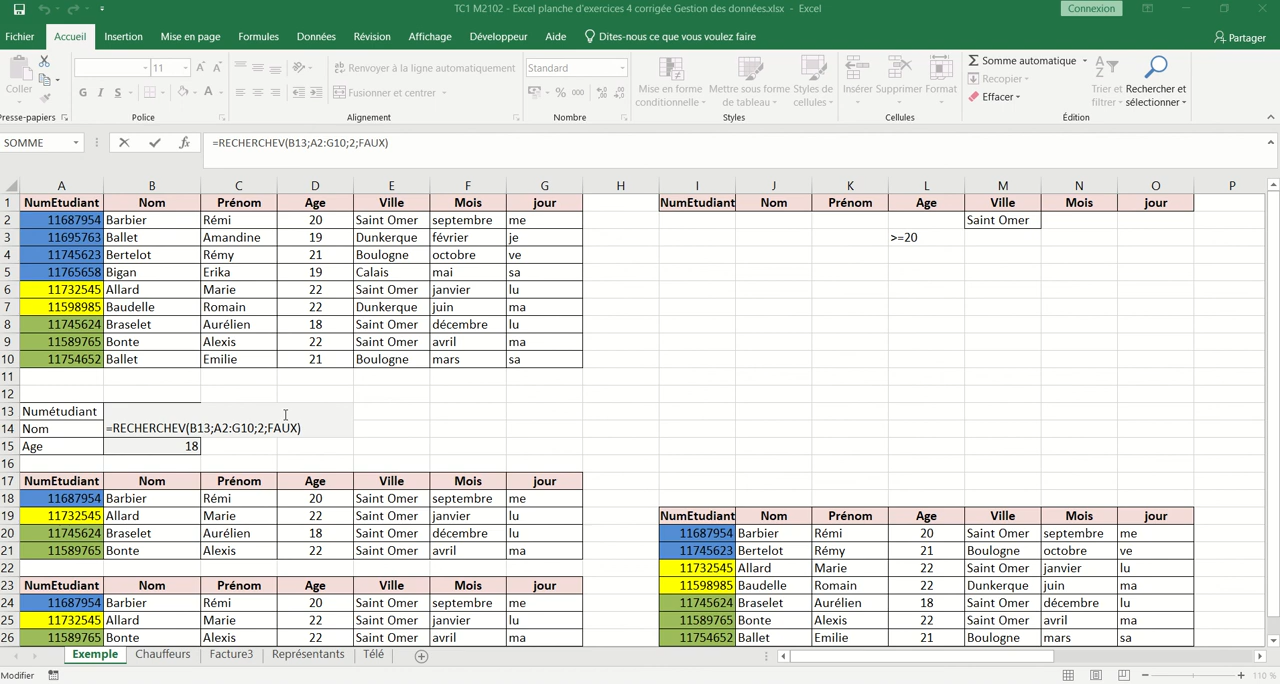 TC1 M2102 - Excel planche d'exercices 4 corrigée Gestion des données.xlsx - Excel
Connexion
Fichier Accueil Insertion Mise en page Formules Données Révision Affichage Développeur Aide Dites-nous ce que vous voulez faire Partager
Coller
11
G I S
Renvoyer à la ligne automatiquement
Fusionner et centrer
Standard
% 000
Mise en forme conditionnelle
Mettre sous forme de tableau
Styles de cellules
Insérer Supprimer Format
Σ Somme automatique
Recopier
Effacer
Trier et filtrer
Rechercher et sélectionner
Presse-papiers Police Alignement Nombre Styles Cellules Édition
SOMME fx =RECHERCHEV(B13;A2:G10;2;FAUX)
A B C D E F G H I J K L M N O P
1 NumEtudiant Nom Prénom Age Ville Mois jour NumEtudiant Nom Prénom Age Ville Mois jour
2 11687954 Barbier Rémi 20 Saint Omer septembre me Saint Omer
3 11695763 Ballet Amandine 19 Dunkerque février je >=20
4 11745623 Bertelot Rémy 21 Boulogne octobre ve
5 11765658 Bigan Erika 19 Calais mai sa
6 11732545 Allard Marie 22 Saint Omer janvier lu
7 11598985 Baudelle Romain 22 Dunkerque juin ma
8 11745624 Braselet Aurélien 18 Saint Omer décembre lu
9 11589765 Bonte Alexis 22 Saint Omer avril ma
10 11754652 Ballet Emilie 21 Boulogne mars sa
11
12
13 Numétudiant
14 Nom =RECHERCHEV(B13;A2:G10;2;FAUX)
15 Age 18
16
17 NumEtudiant Nom Prénom Age Ville Mois jour
18 11687954 Barbier Rémi 20 Saint Omer septembre me
19 11732545 Allard Marie 22 Saint Omer janvier lu NumEtudiant Nom Prénom Age Ville Mois jour
20 11745624 Braselet Aurélien 18 Saint Omer décembre lu 11687954 Barbier Rémi 20 Saint Omer septembre me
21 11589765 Bonte Alexis 22 Saint Omer avril ma 11745623 Bertelot Rémy 21 Boulogne octobre ve
22 11732545 Allard Marie 22 Saint Omer janvier lu
23 NumEtudiant Nom Prénom Age Ville Mois jour 11598985 Baudelle Romain 22 Dunkerque juin ma
24 11687954 Barbier Rémi 20 Saint Omer septembre me 11745624 Braselet Aurélien 18 Saint Omer décembre lu
25 11732545 Allard Marie 22 Saint Omer janvier lu 11589765 Bonte Alexis 22 Saint Omer avril ma
26 11589765 Bonte Alexis 22 Saint Omer avril ma 11754652 Ballet Emilie 21 Boulogne mars sa
Exemple Chauffeurs Facture3 Représentants Télé
Modifier 110 %